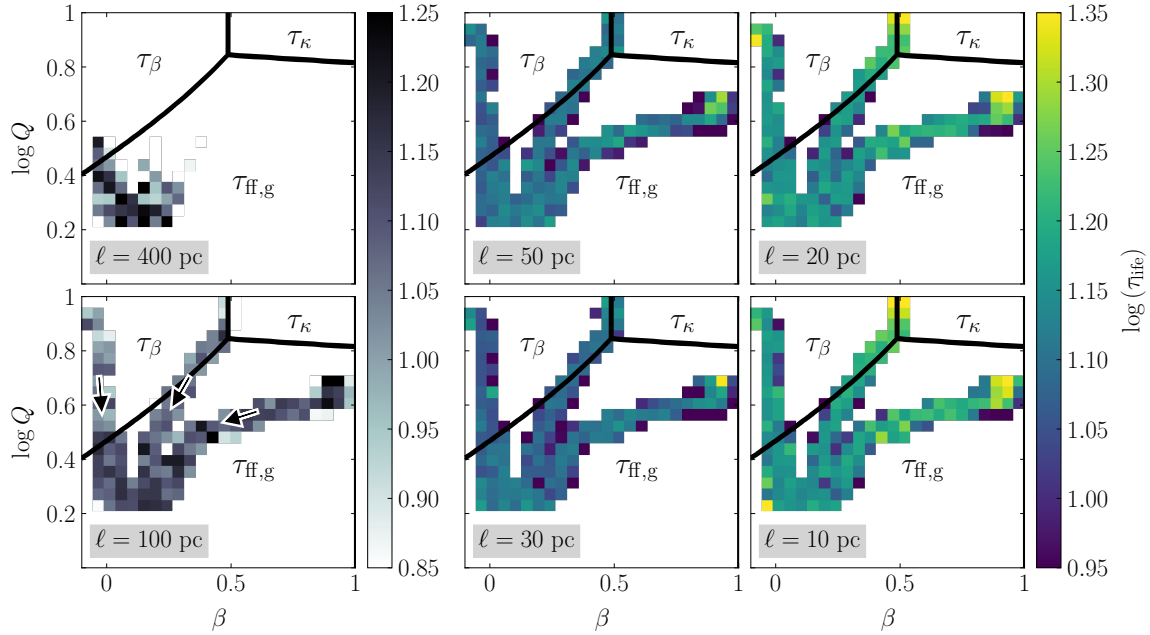 1
0.8
0.6
0.4
0.2
log Q
τβ
τκ
τff,g
ℓ = 400 pc
1.25
1.20
1.15
1.10
1.05
1.00
0.95
0.90
0.85
τβ
τκ
τff,g
ℓ = 50 pc
τβ
τκ
τff,g
ℓ = 20 pc
1.35
1.30
1.25
1.20
1.15
1.10
1.05
1.00
0.95
log (τlife)
1
0.8
0.6
0.4
0.2
log Q
τβ
τκ
τff,g
ℓ = 100 pc
0
0.5
1
β
τβ
τκ
τff,g
ℓ = 30 pc
0
0.5
1
β
τβ
τκ
τff,g
ℓ = 10 pc
0
0.5
1
β